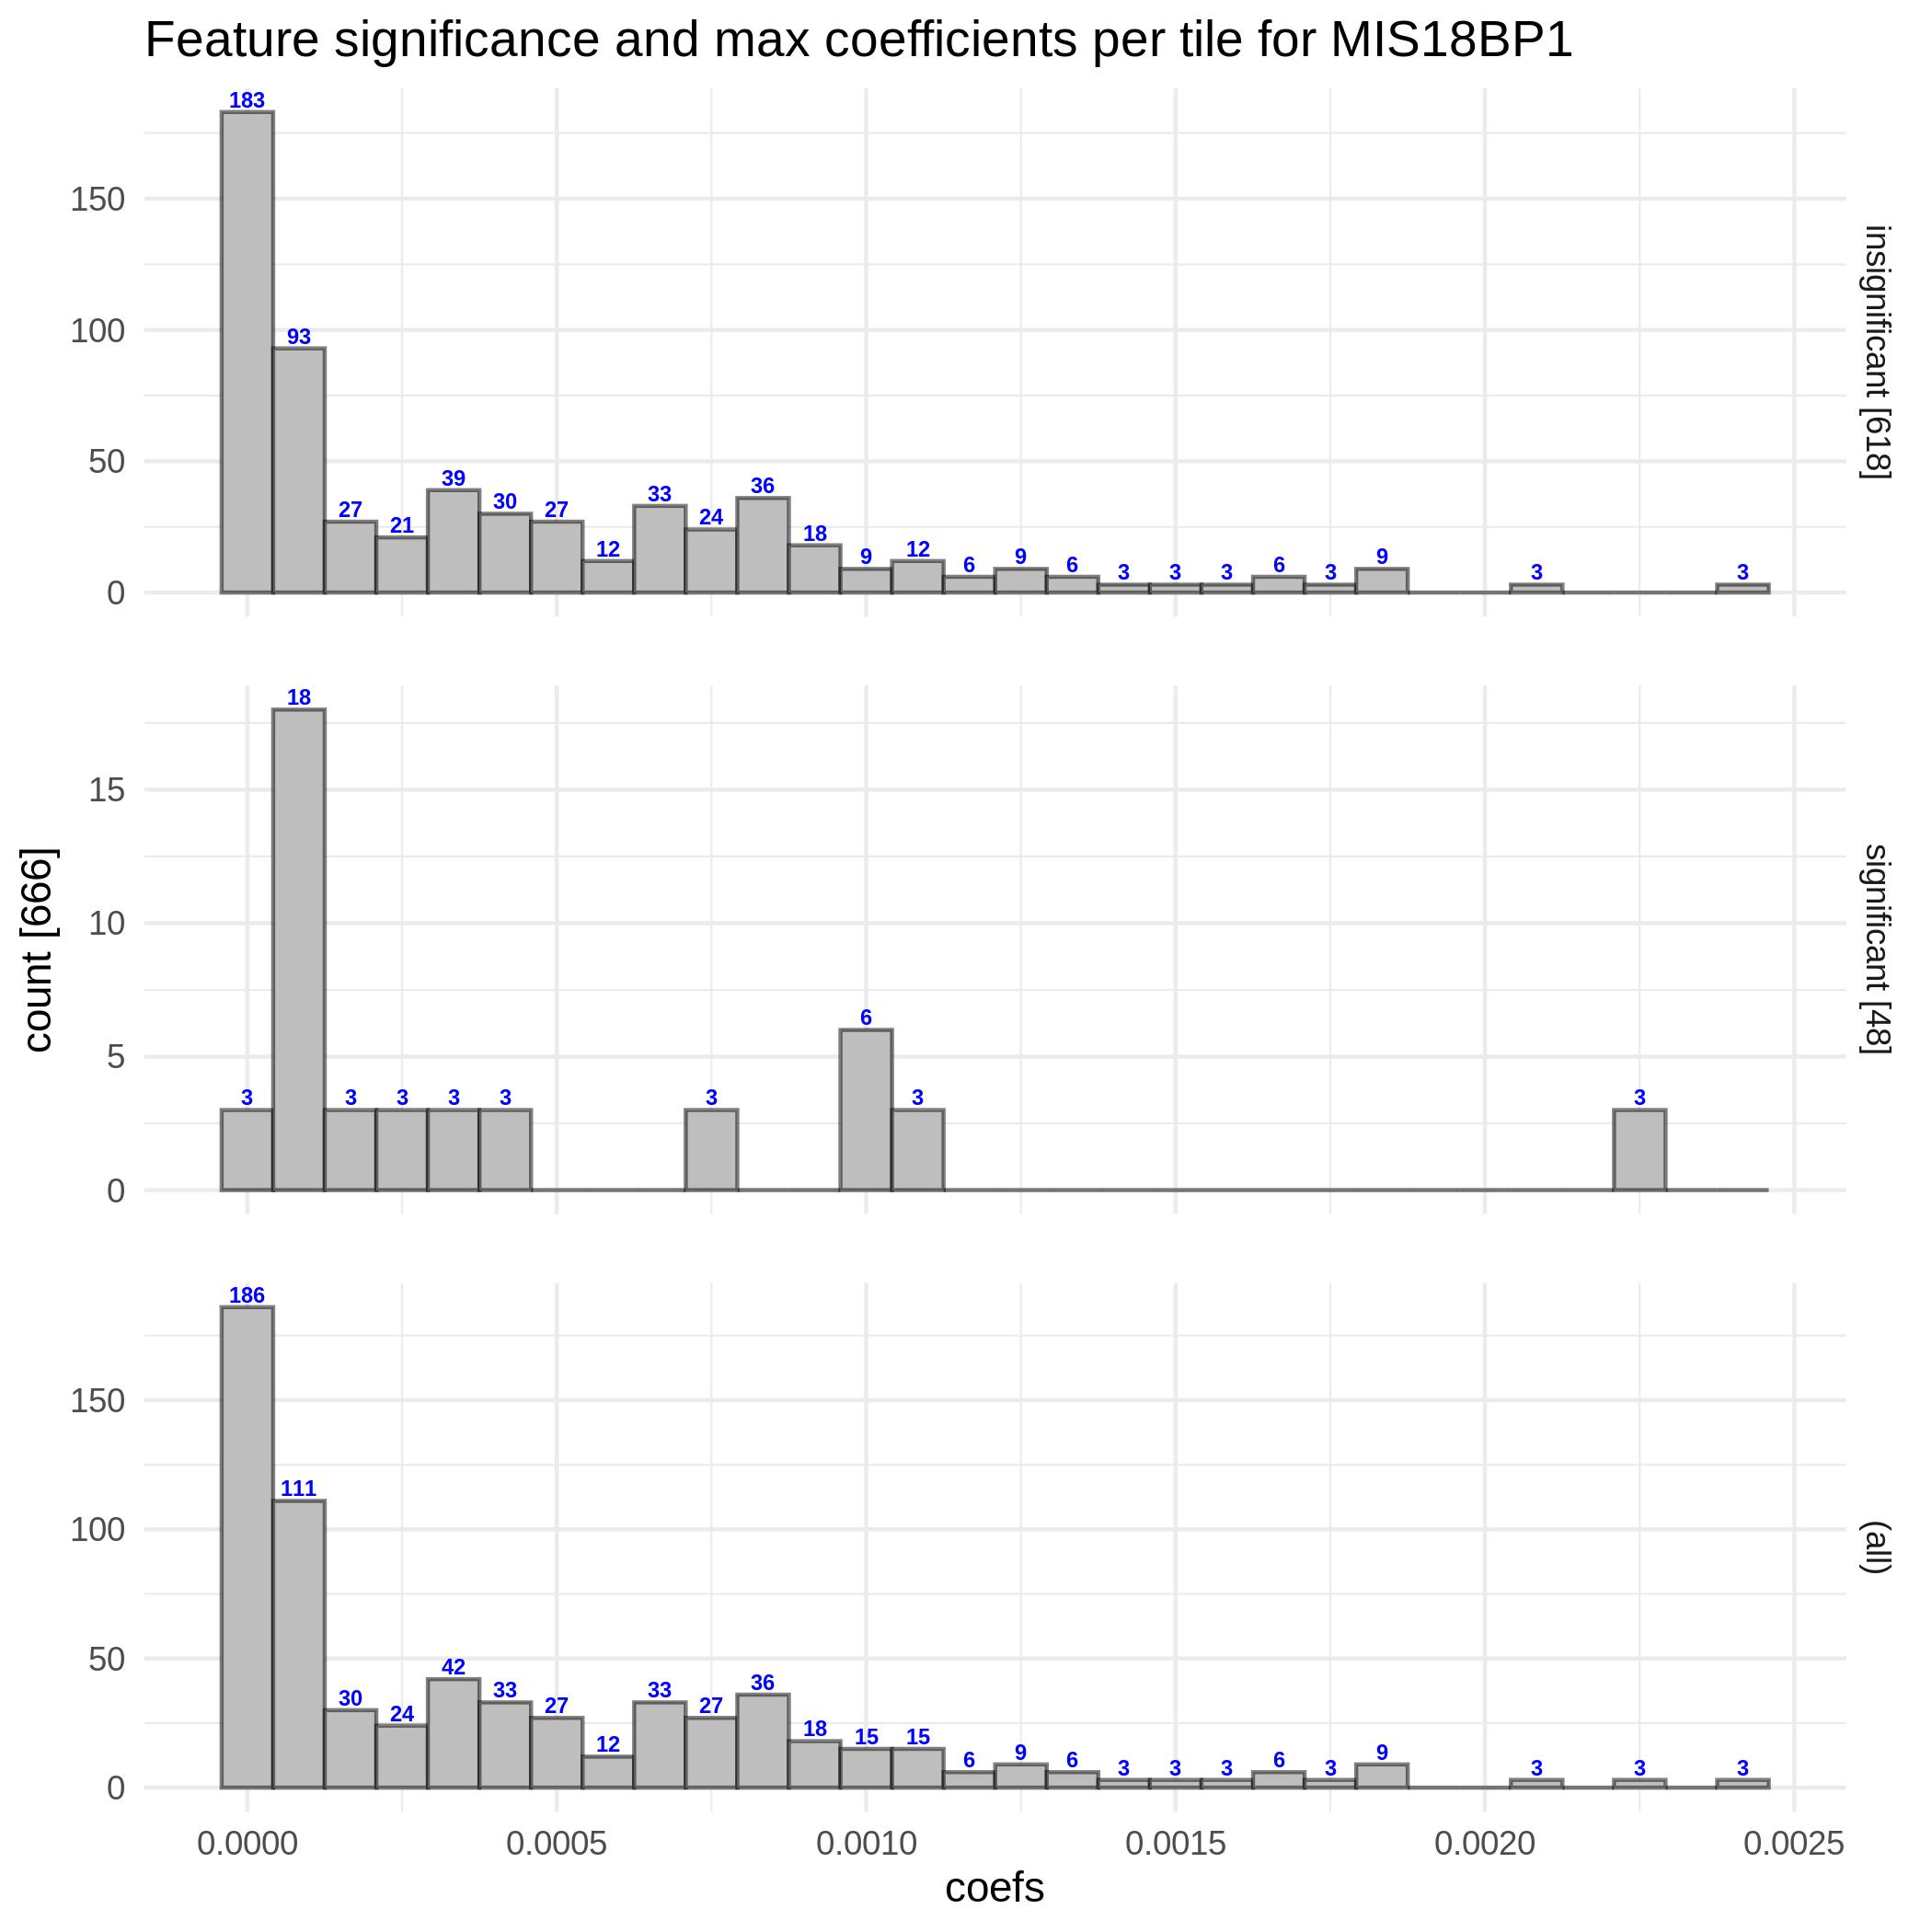 Feature significance and max coefficients per tile for MIS18BP1
183
93
27 21 39 30 27 12 33 24 36 18 9 12 6 9 6 3 3 3 6 3 9 3 3
150
100
50
0
insignificant [618]
18
3 3 3 3 3 3 6 3 3
15
10
5
0
significant [48]
count [666]
186
111
30 24 42 33 27 12 33 27 36 18 15 15 6 9 6 3 3 3 6 3 9 3 3 3
150
100
50
0
(all)
0.0000 0.0005 0.0010 0.0015 0.0020 0.0025
coefs